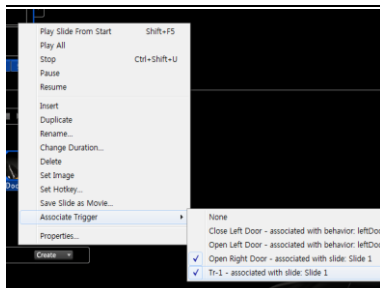 Play Slide From Start Shift+F5
Play All
Stop Ctrl+Shift+U
Pause
Resume
Insert
Duplicate
Rename...
Change Duration...
Delete
Set Image
Set Hotkey...
Save Slide as Movie...
Associate Trigger
Properties...
Create
None
Close Left Door - associated with behavior: leftDoo
Open Left Door - associated with behavior: leftDoo
Open Right Door - associated with slide: Slide 1
Tr-1 - associated with slide: Slide 1